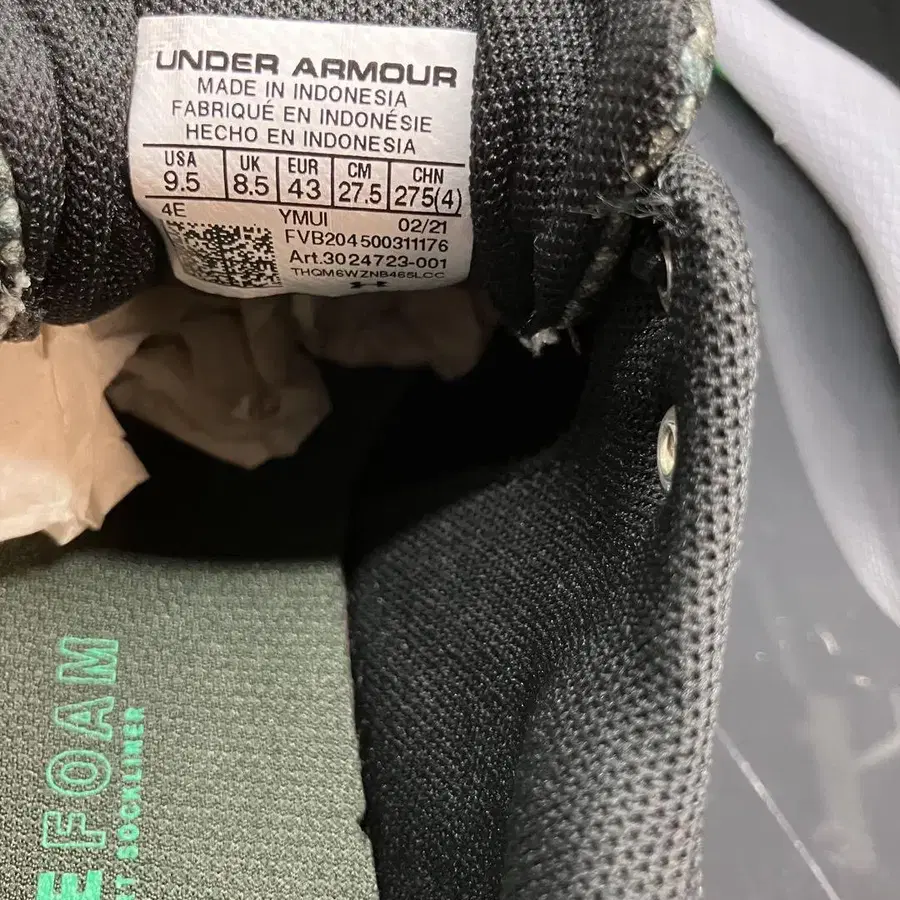 UNDER ARMOUR
MADE IN INDONESIA
FABRIQUÉ EN INDONÉSIE
HECHO EN INDONESIA
USA UK EUR CM CHN
9.5 8.5 43 27.5 275(4)
4E YMUI 02/21
FVB204500311176
Art.3024723-001
THQM6WZNB465LCC
E FOAM
SOCKLINER